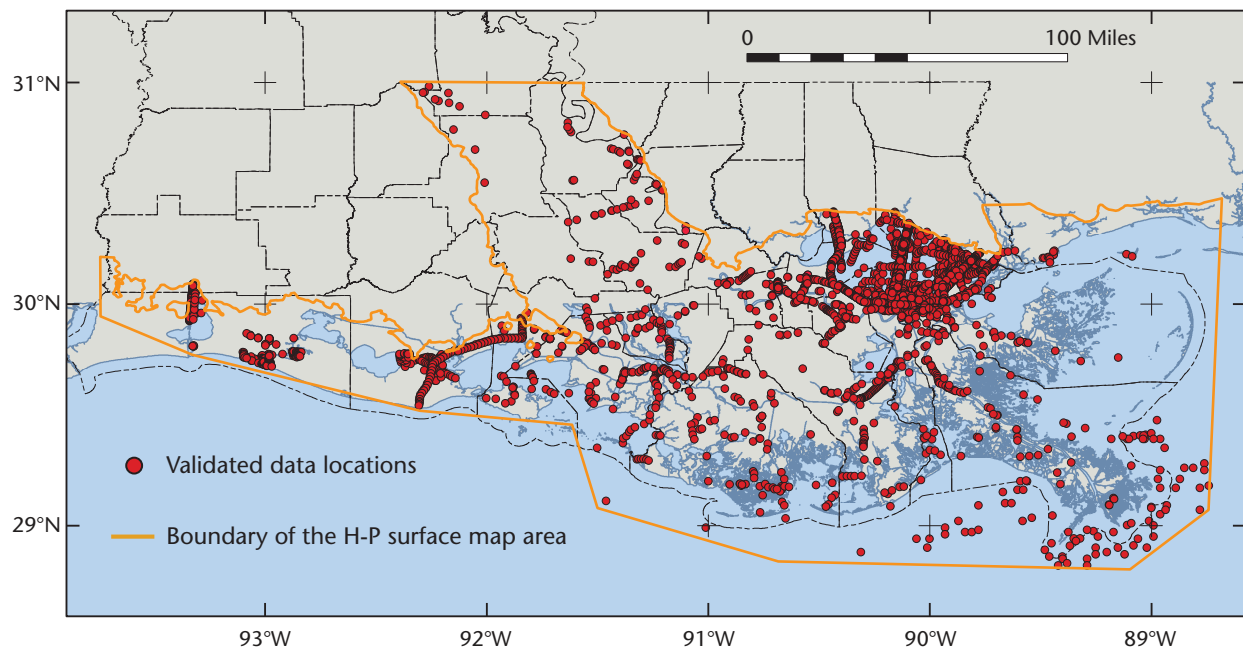 0 100 Miles
31°N
30°N
29°N
Validated data locations
Boundary of the H-P surface map area
93°W 92°W 91°W 90°W 89°W